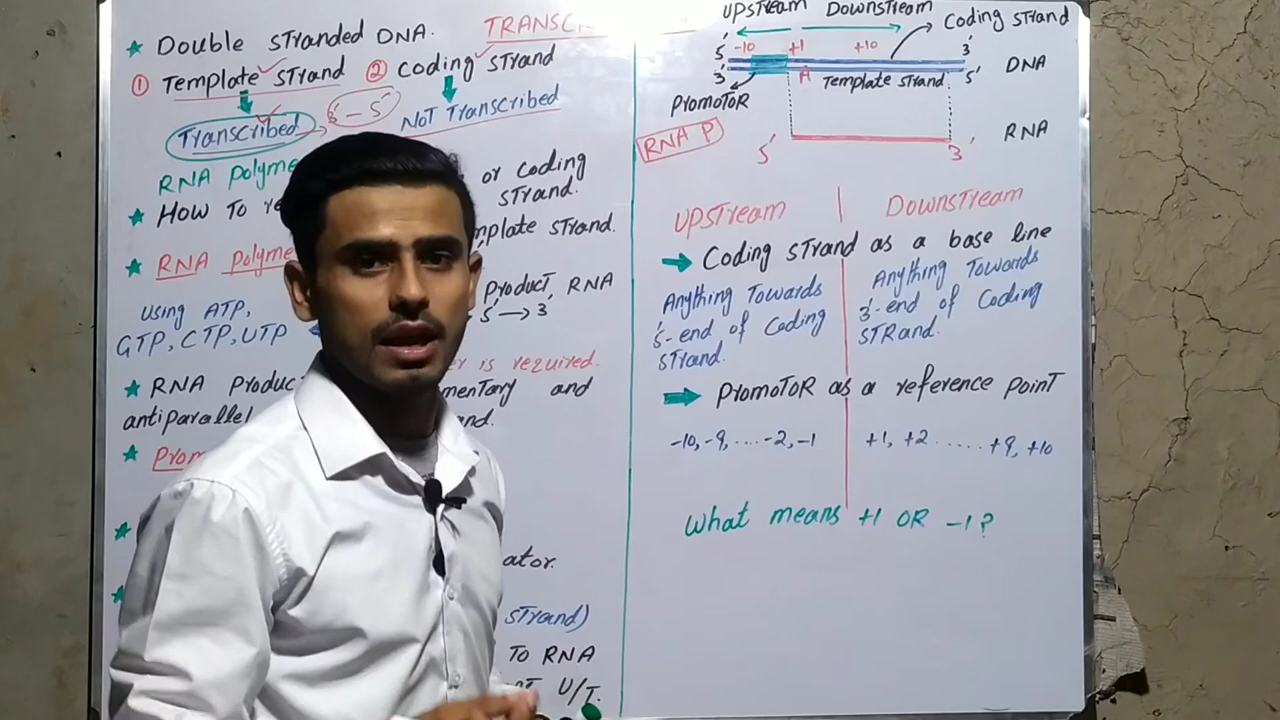 TRANSC
★ Double stranded DNA.
① Template strand ② Coding strand
Transcribed 3' - 5' NOT Transcribed
RNA Polyme
or Coding
strand.
★ How To re
mplate strand.
★ RNA Polyme
Product, RNA
using ATP,
5' → 3'
GTP, CTP, UTP
er is required.
★ RNA Produc
mentary and
antiparallel
and.
★ Prom
★
ator.
★
strand)
TO RNA
U/T.
UPstream Downstream Coding strand
5' -10 +1 +10 3'
DNA
3' A Template strand. 5'
PromoToR
RNA P
RNA
5' 3'
UPstream | Downstream
→ Coding strand as a base line
Anything Towards
5'-end of Coding
strand.
Anything Towards
3'-end of Coding
STRand.
→ PromoToR as a reference Point
-10, -9, .... -2, -1
+1, +2 ...... +9, +10
What means +1 OR -1?